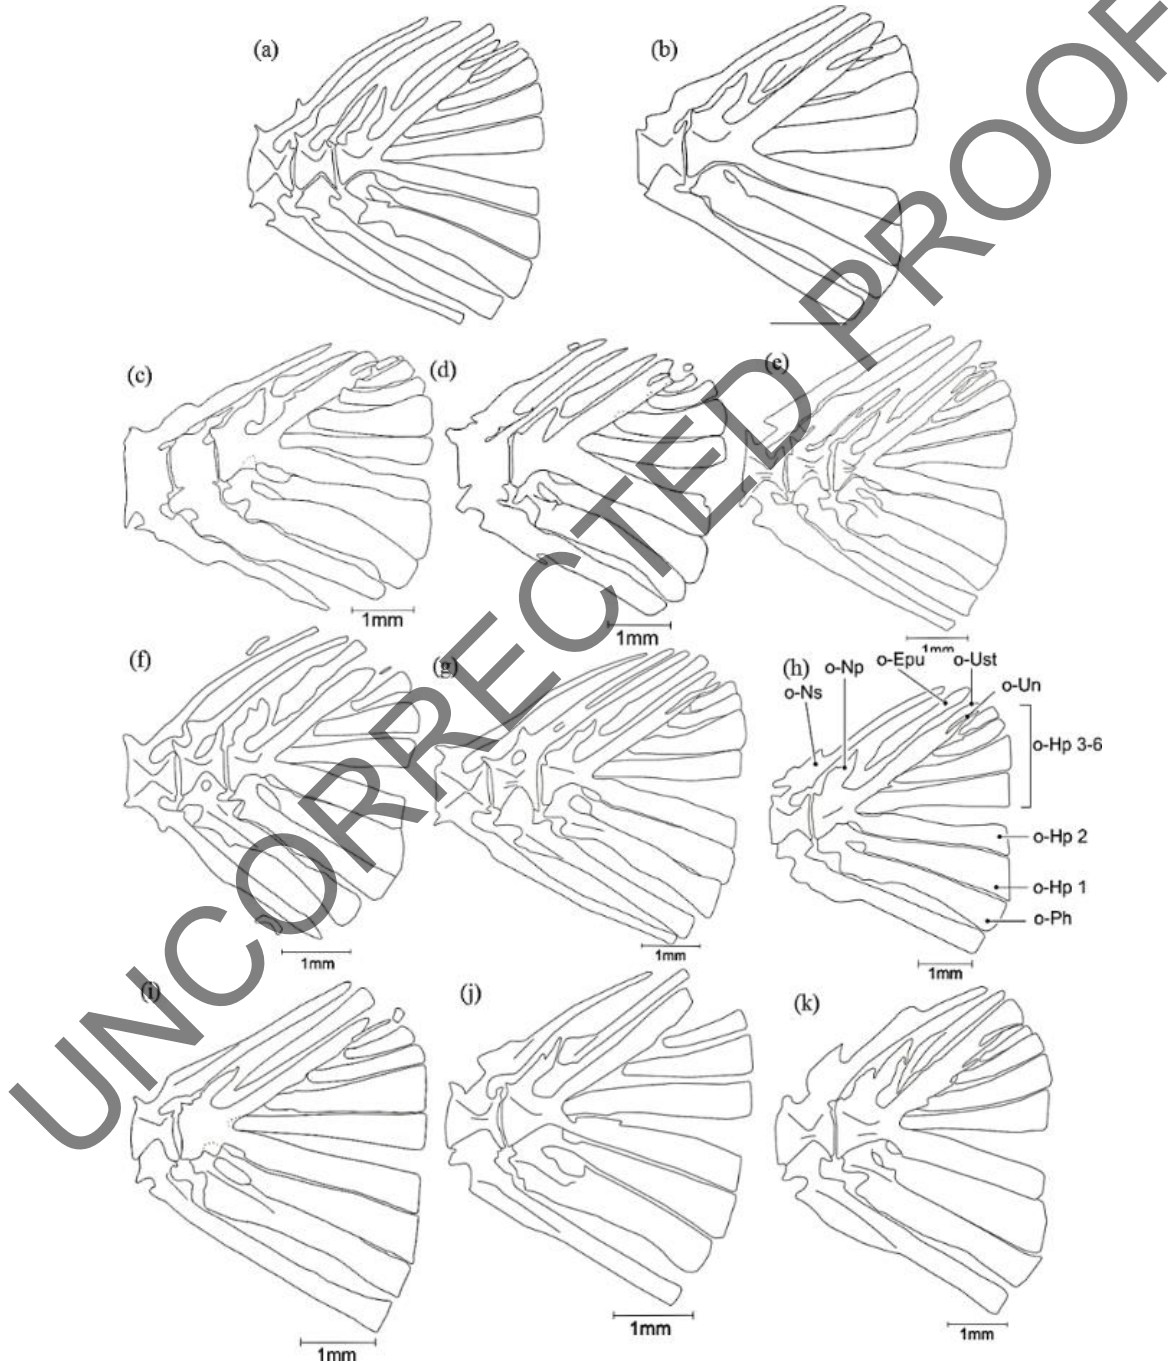 (a)
(b)
(c)
(d)
(e)
1mm
1mm
1mm
(f)
(g)
(h)
o-Ns
o-Np
o-Epu
o-Ust
o-Un
o-Hp 3-6
o-Hp 2
o-Hp 1
o-Ph
1mm
1mm
1mm
(i)
(j)
(k)
1mm
1mm
1mm
UNCORRECTED PROOF